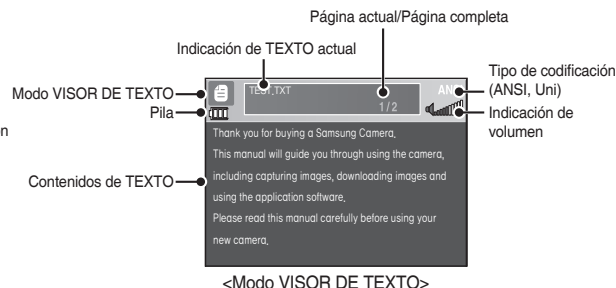 Página actual/Página completa
Indicación de TEXTO actual
Modo VISOR DE TEXTO
Pila
ón
Contenidos de TEXTO
Tipo de codificación
(ANSI, Uni)
Indicación de
volumen
1 / 2
Thank you for buying a Samsung Camera,
This manual will guide you through using the camera,
including capturing images, downloading images and
using the application software,
Please read this manual carefully before using your
new camera,
<Modo VISOR DE TEXTO>